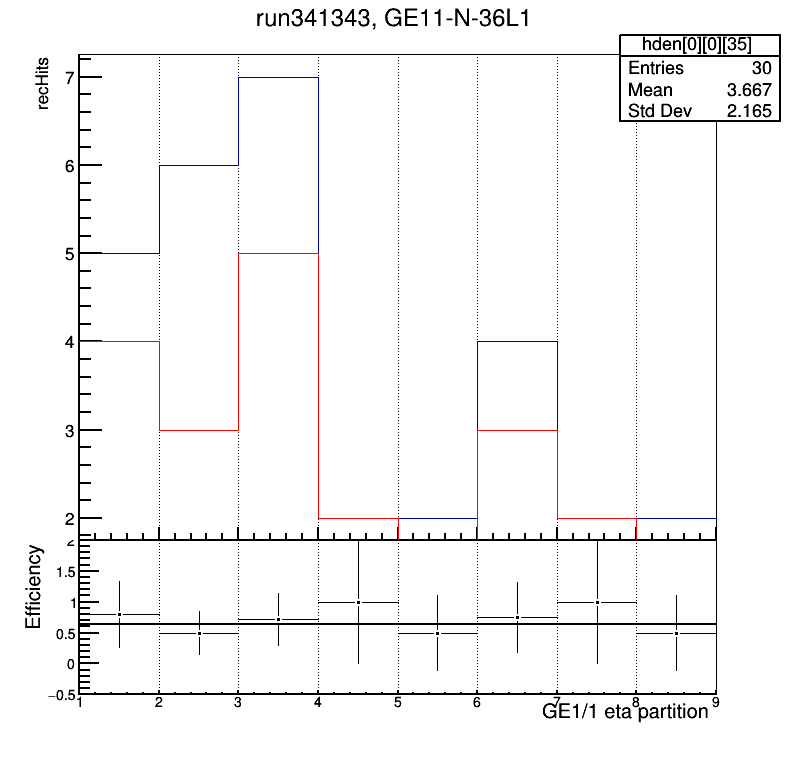 run341343, GE11-N-36L1
hden[0][0][35]
Entries 30
Mean 3.667
Std Dev 2.165
recHits
7
6
5
4
3
2
Efficiency
2
1.5
1
0.5
0
−0.5
1 2 3 4 5 6 7 8 9
GE1/1 eta partition